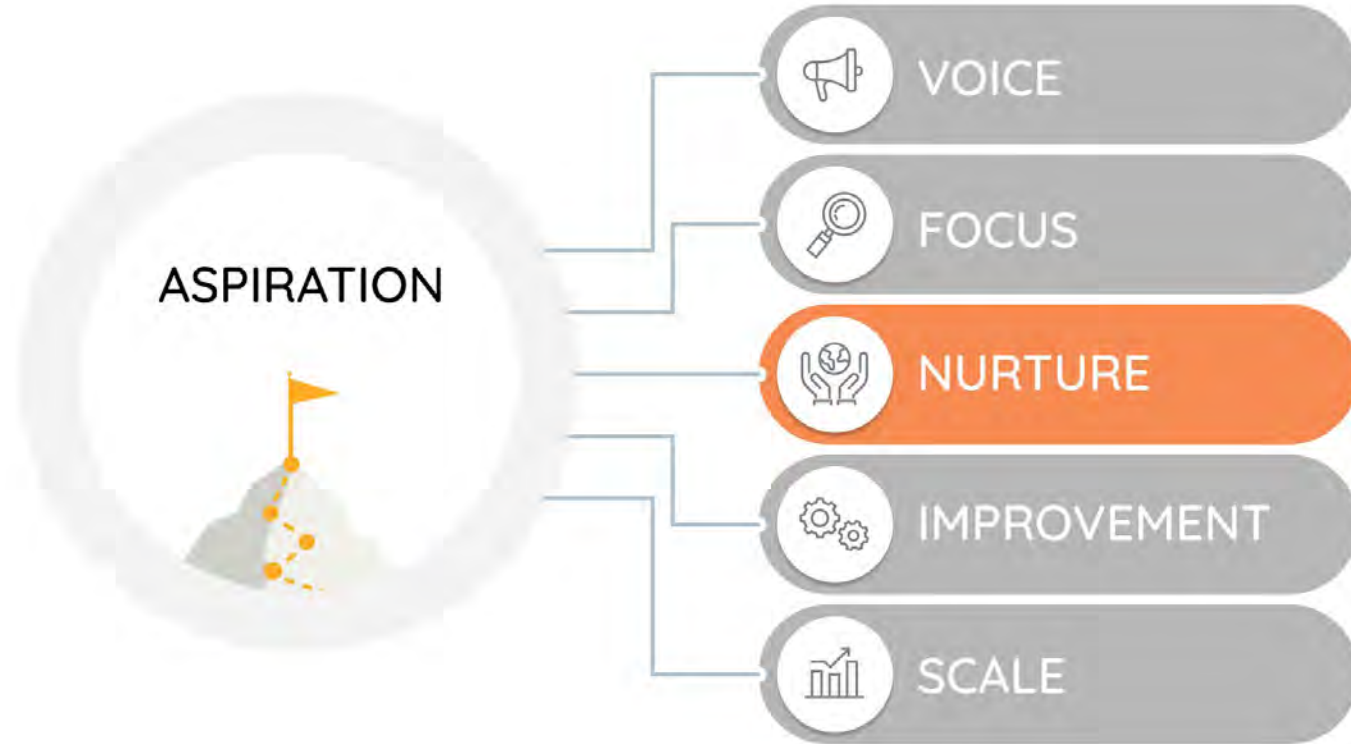 ASPIRATION
VOICE
FOCUS
NURTURE
IMPROVEMENT
SCALE